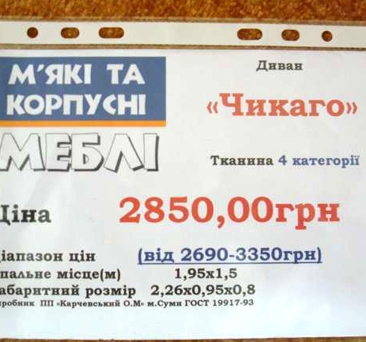 М'ЯКІ ТА
КОРПУСНІ
МЕБЛІ
Диван
«Чикаго»
Тканина 4 категорії
Ціна 2850,00грн
іапазон цін (від 2690-3350грн)
пальне місце(м) 1,95х1,5
абаритний розмір 2,26х0,95х0,8
иробник ПП «Карчевський О.М» м.Суми ГОСТ 19917-93